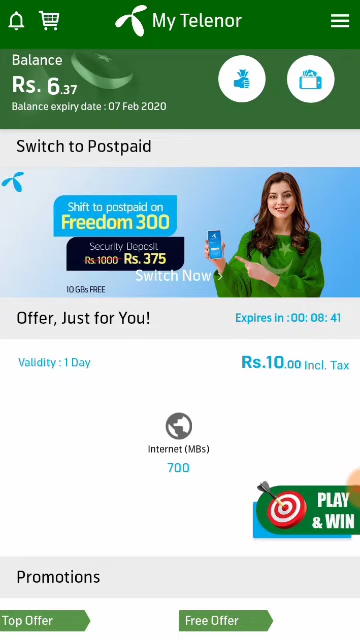 My Telenor
Balance
Rs. 6.37
Balance expiry date : 07 Feb 2020
Switch to Postpaid
Shift to postpaid on
Freedom 300
Security Deposit
Rs.1000 Rs. 375
Switch Now >
10 GBs FREE
Offer, Just for You!
Expires in :00: 08: 41
Validity : 1 Day
Rs.10.00 Incl. Tax
Internet (MBs)
700
PLAY
& WIN
Promotions
Top Offer
Free Offer